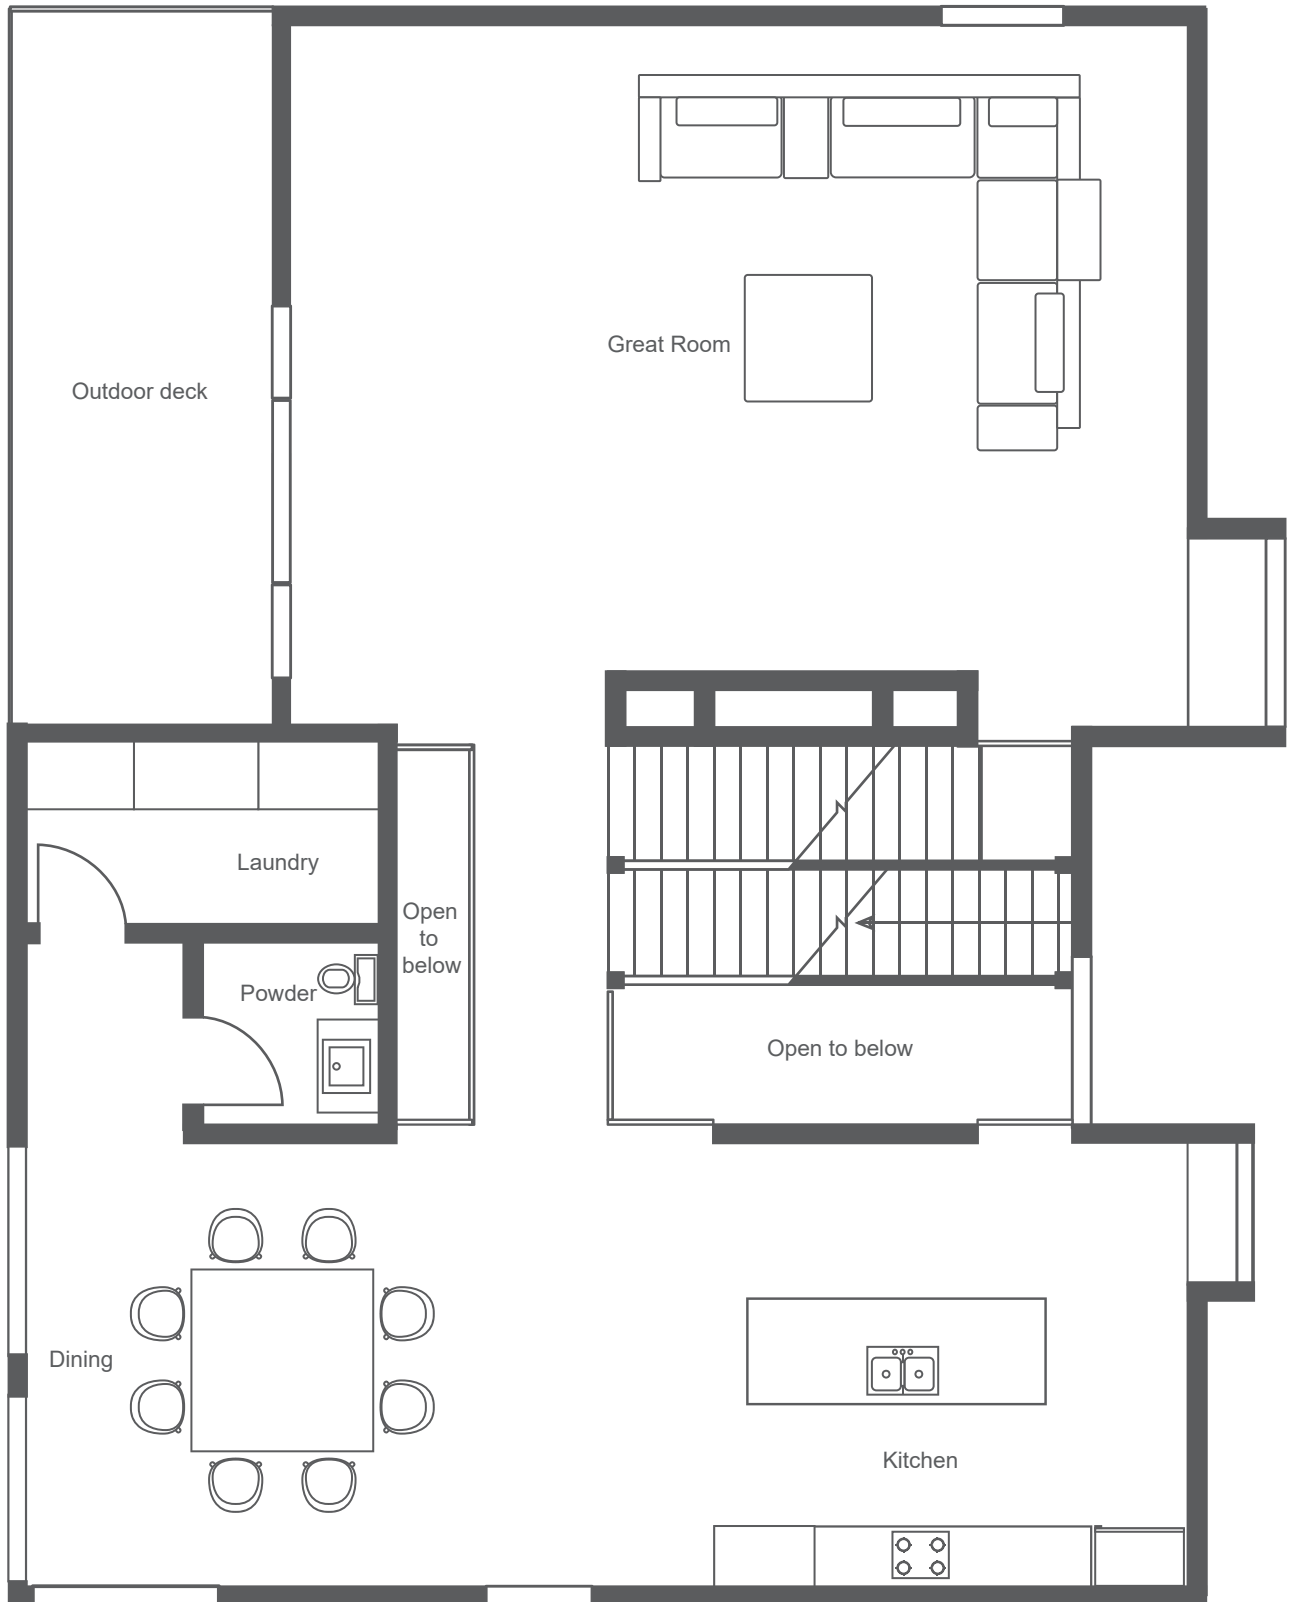 Great Room
Outdoor deck
Laundry
Open
to
below
Powder
Open to below
Dining
Kitchen